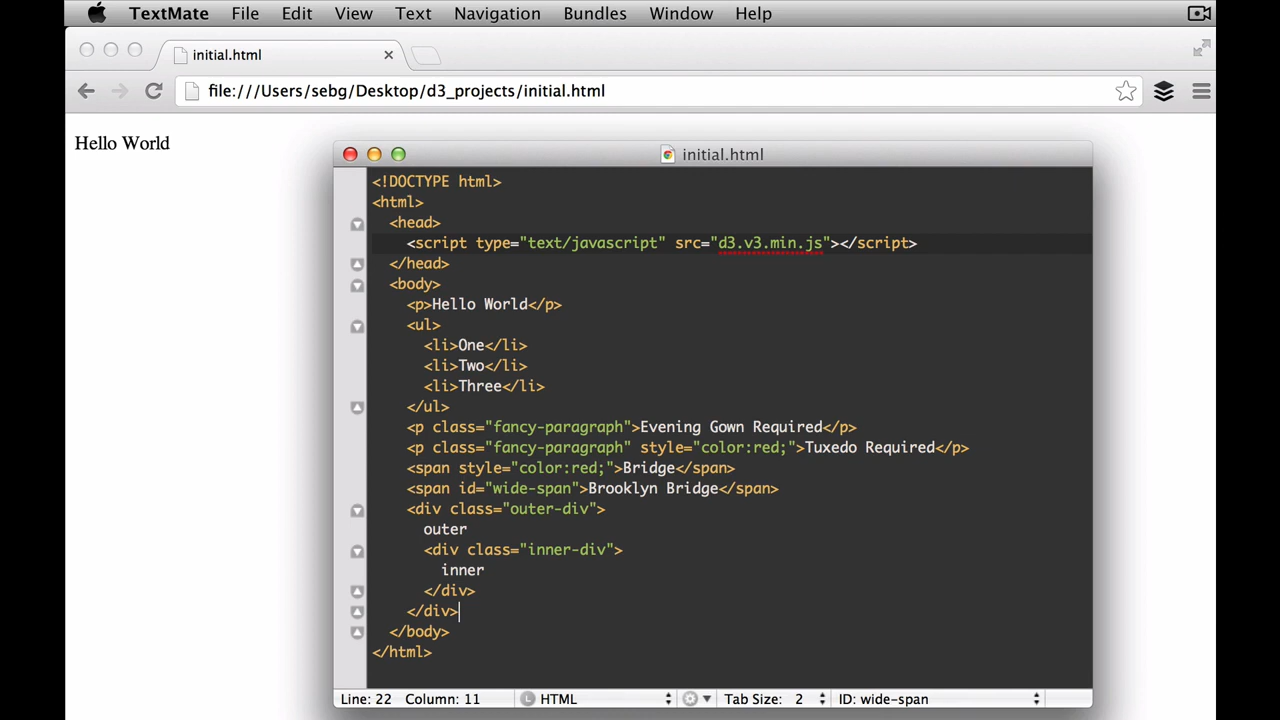 TextMate File Edit View Text Navigation Bundles Window Help
initial.html
file:///Users/sebg/Desktop/d3_projects/initial.html
Hello World
initial.html
<!DOCTYPE html>
<html>
  <head>
    <script type="text/javascript" src="d3.v3.min.js"></script>
  </head>
  <body>
    <p>Hello World</p>
    <ul>
      <li>One</li>
      <li>Two</li>
      <li>Three</li>
    </ul>
    <p class="fancy-paragraph">Evening Gown Required</p>
    <p class="fancy-paragraph" style="color:red;">Tuxedo Required</p>
    <span style="color:red;">Bridge</span>
    <span id="wide-span">Brooklyn Bridge</span>
    <div class="outer-div">
      outer
      <div class="inner-div">
        inner
      </div>
    </div>
  </body>
</html>
Line: 22 Column: 11 L HTML Tab Size: 2 ID: wide-span